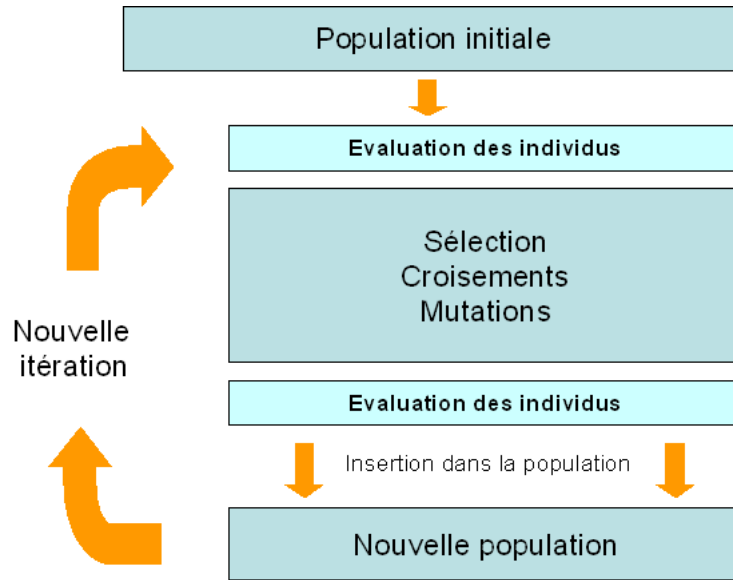 Population initiale
Evaluation des individus
Sélection
Croisements
Mutations
Nouvelle
itération
Evaluation des individus
Insertion dans la population
Nouvelle population